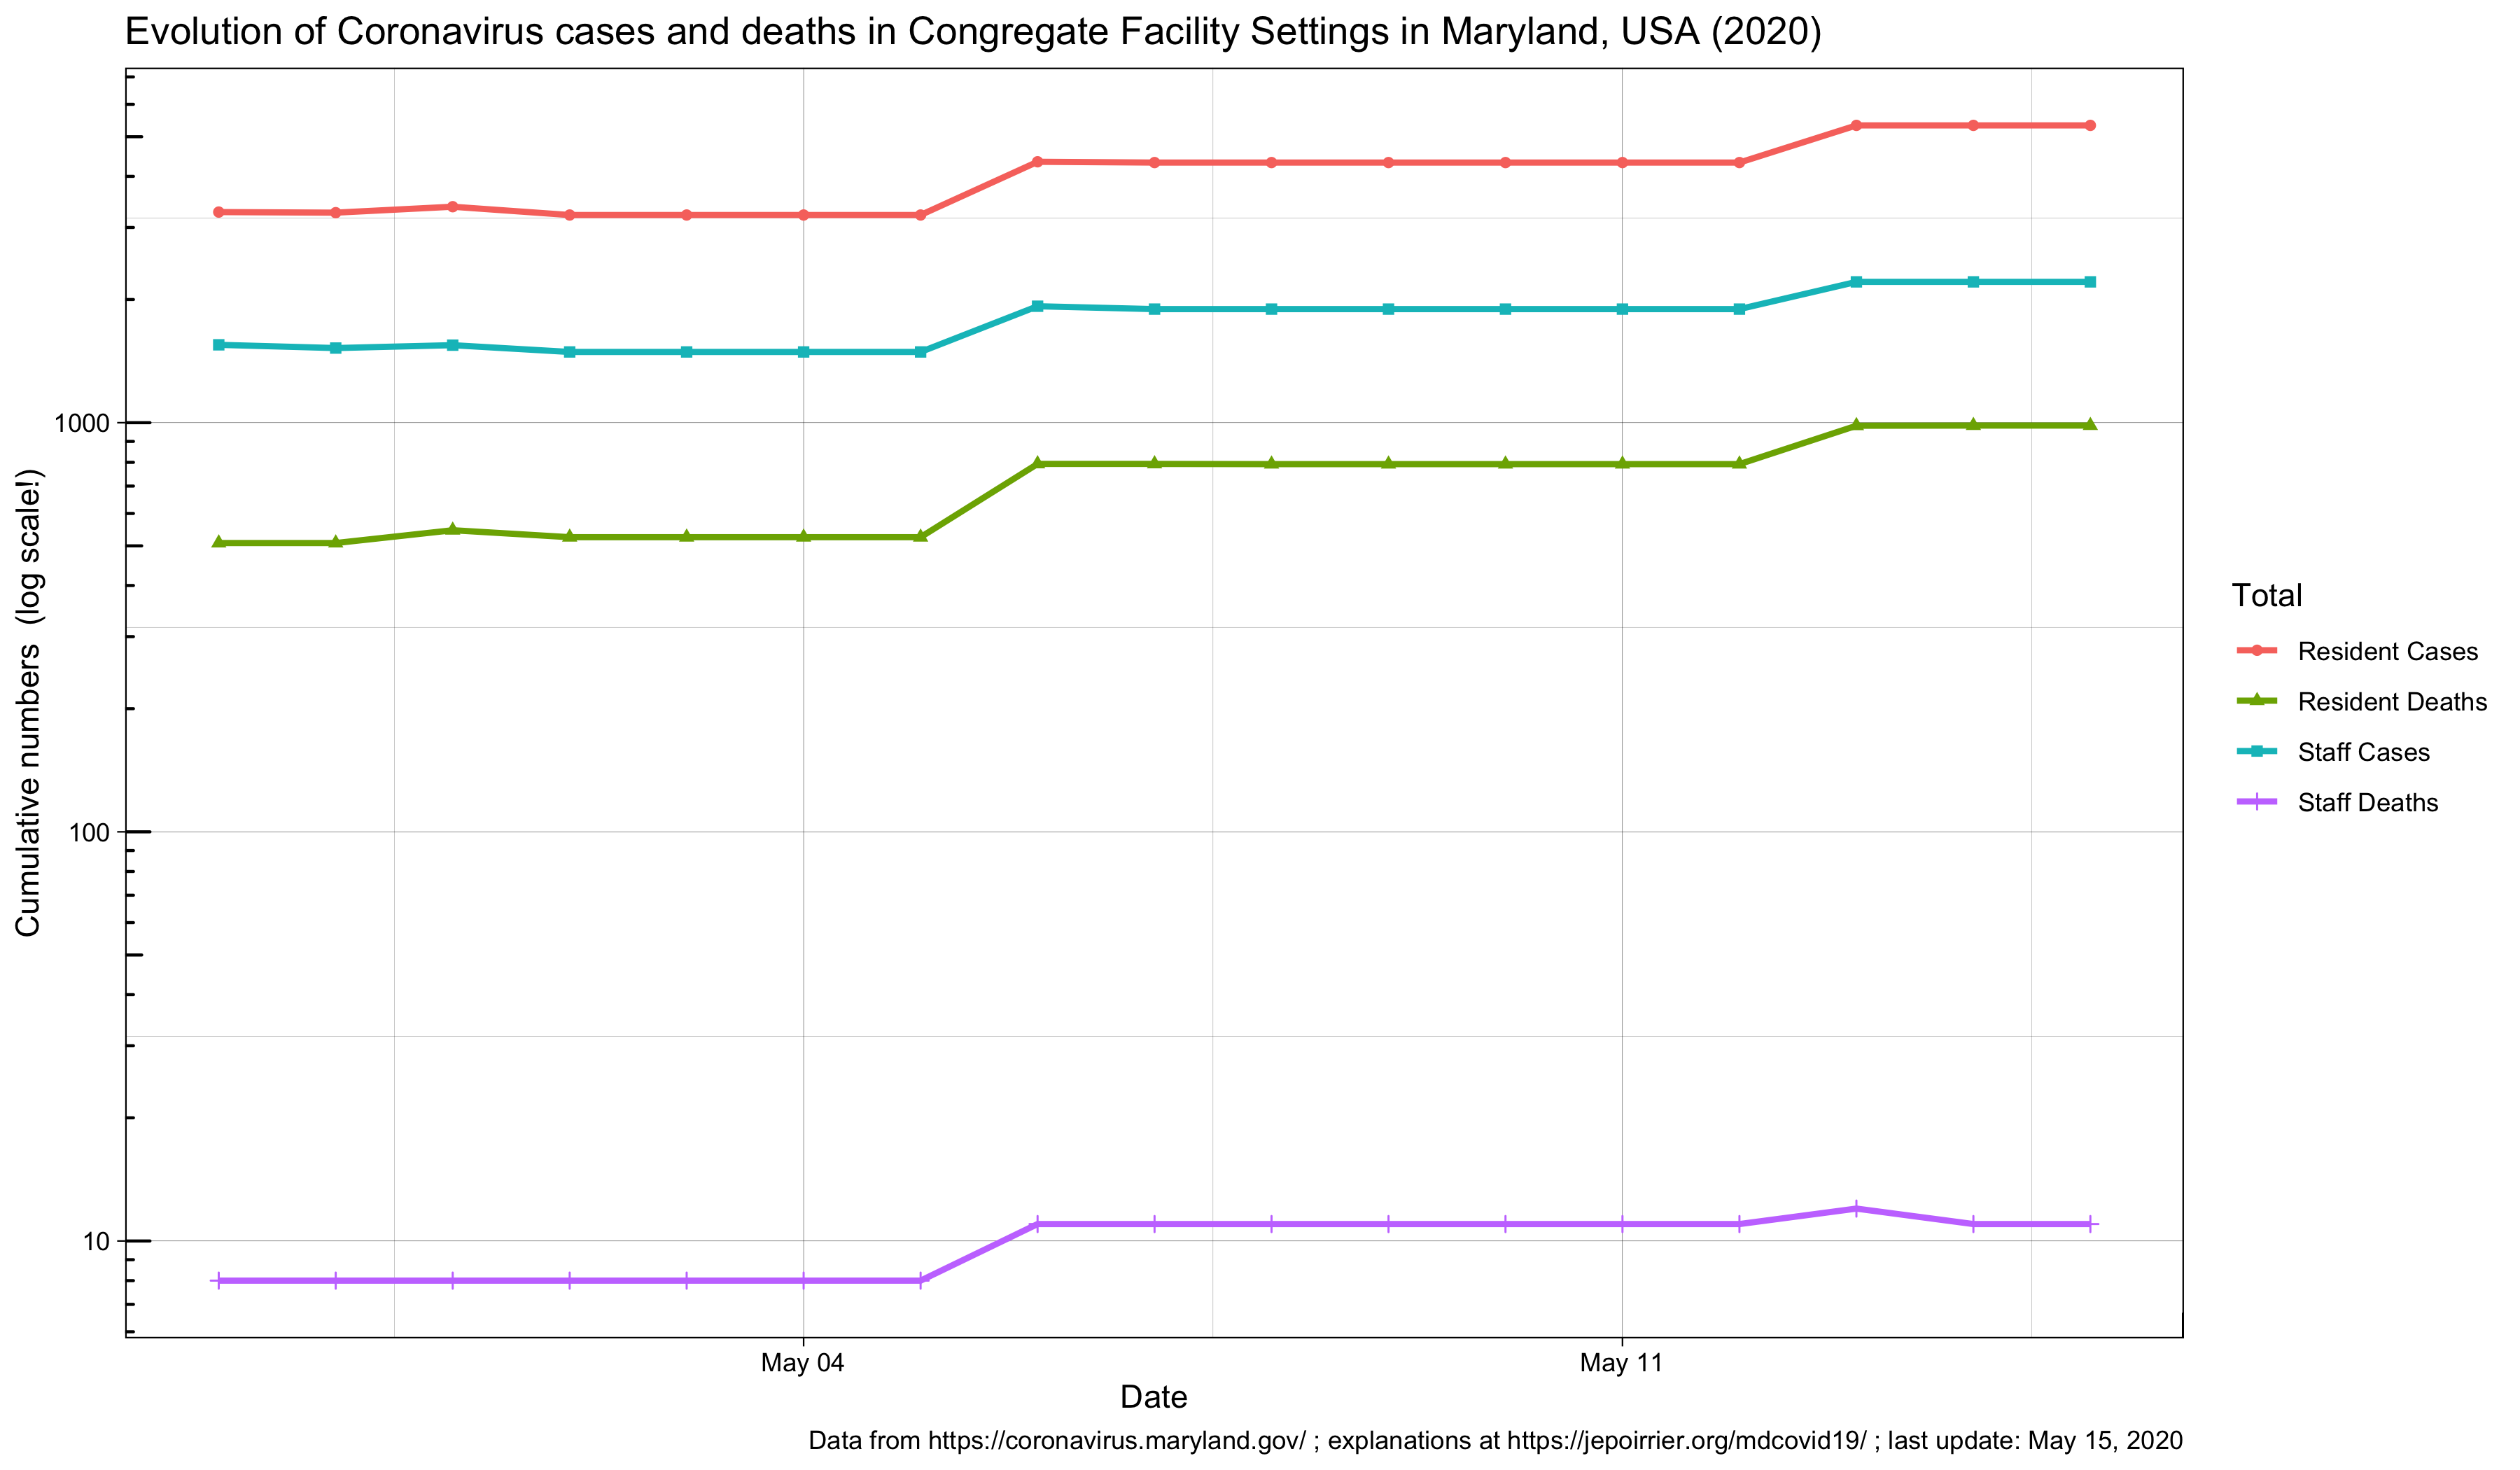 Evolution of Coronavirus cases and deaths in Congregate Facility Settings in Maryland, USA (2020)
Cumulative numbers  (log scale!)
1000
100
10
May 04
May 11
Date
Total
Resident Cases
Resident Deaths
Staff Cases
Staff Deaths
Data from https://coronavirus.maryland.gov/ ; explanations at https://jepoirrier.org/mdcovid19/ ; last update: May 15, 2020